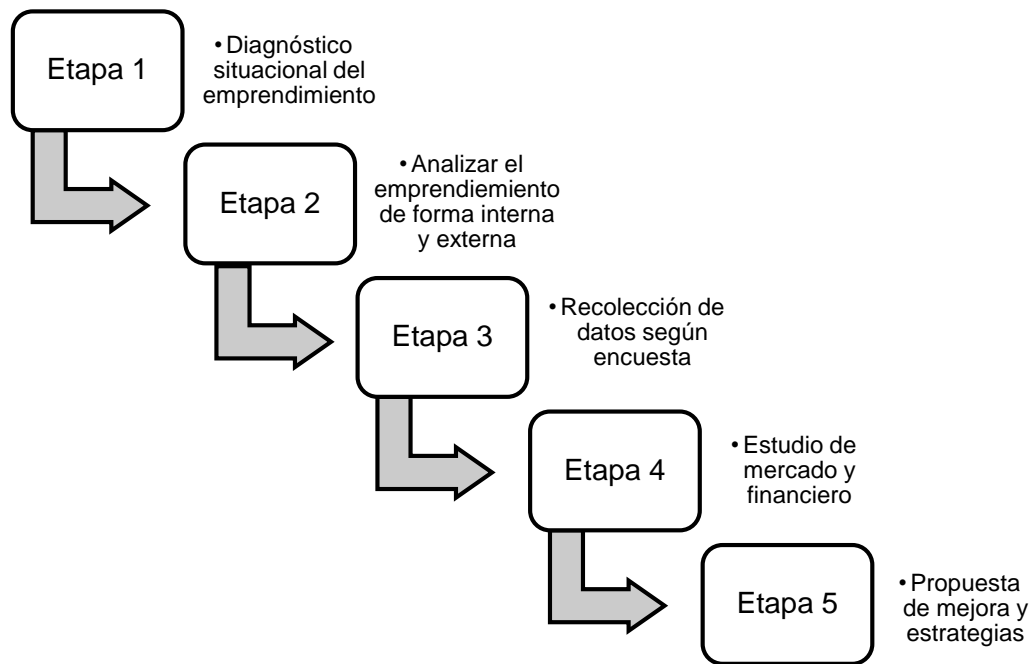 Etapa 1
• Diagnóstico
situacional del
emprendimiento
Etapa 2
• Analizar el
emprendiemiento
de forma interna
y externa
Etapa 3
• Recolección de
datos según
encuesta
Etapa 4
• Estudio de
mercado y
financiero
Etapa 5
• Propuesta
de mejora y
estrategias